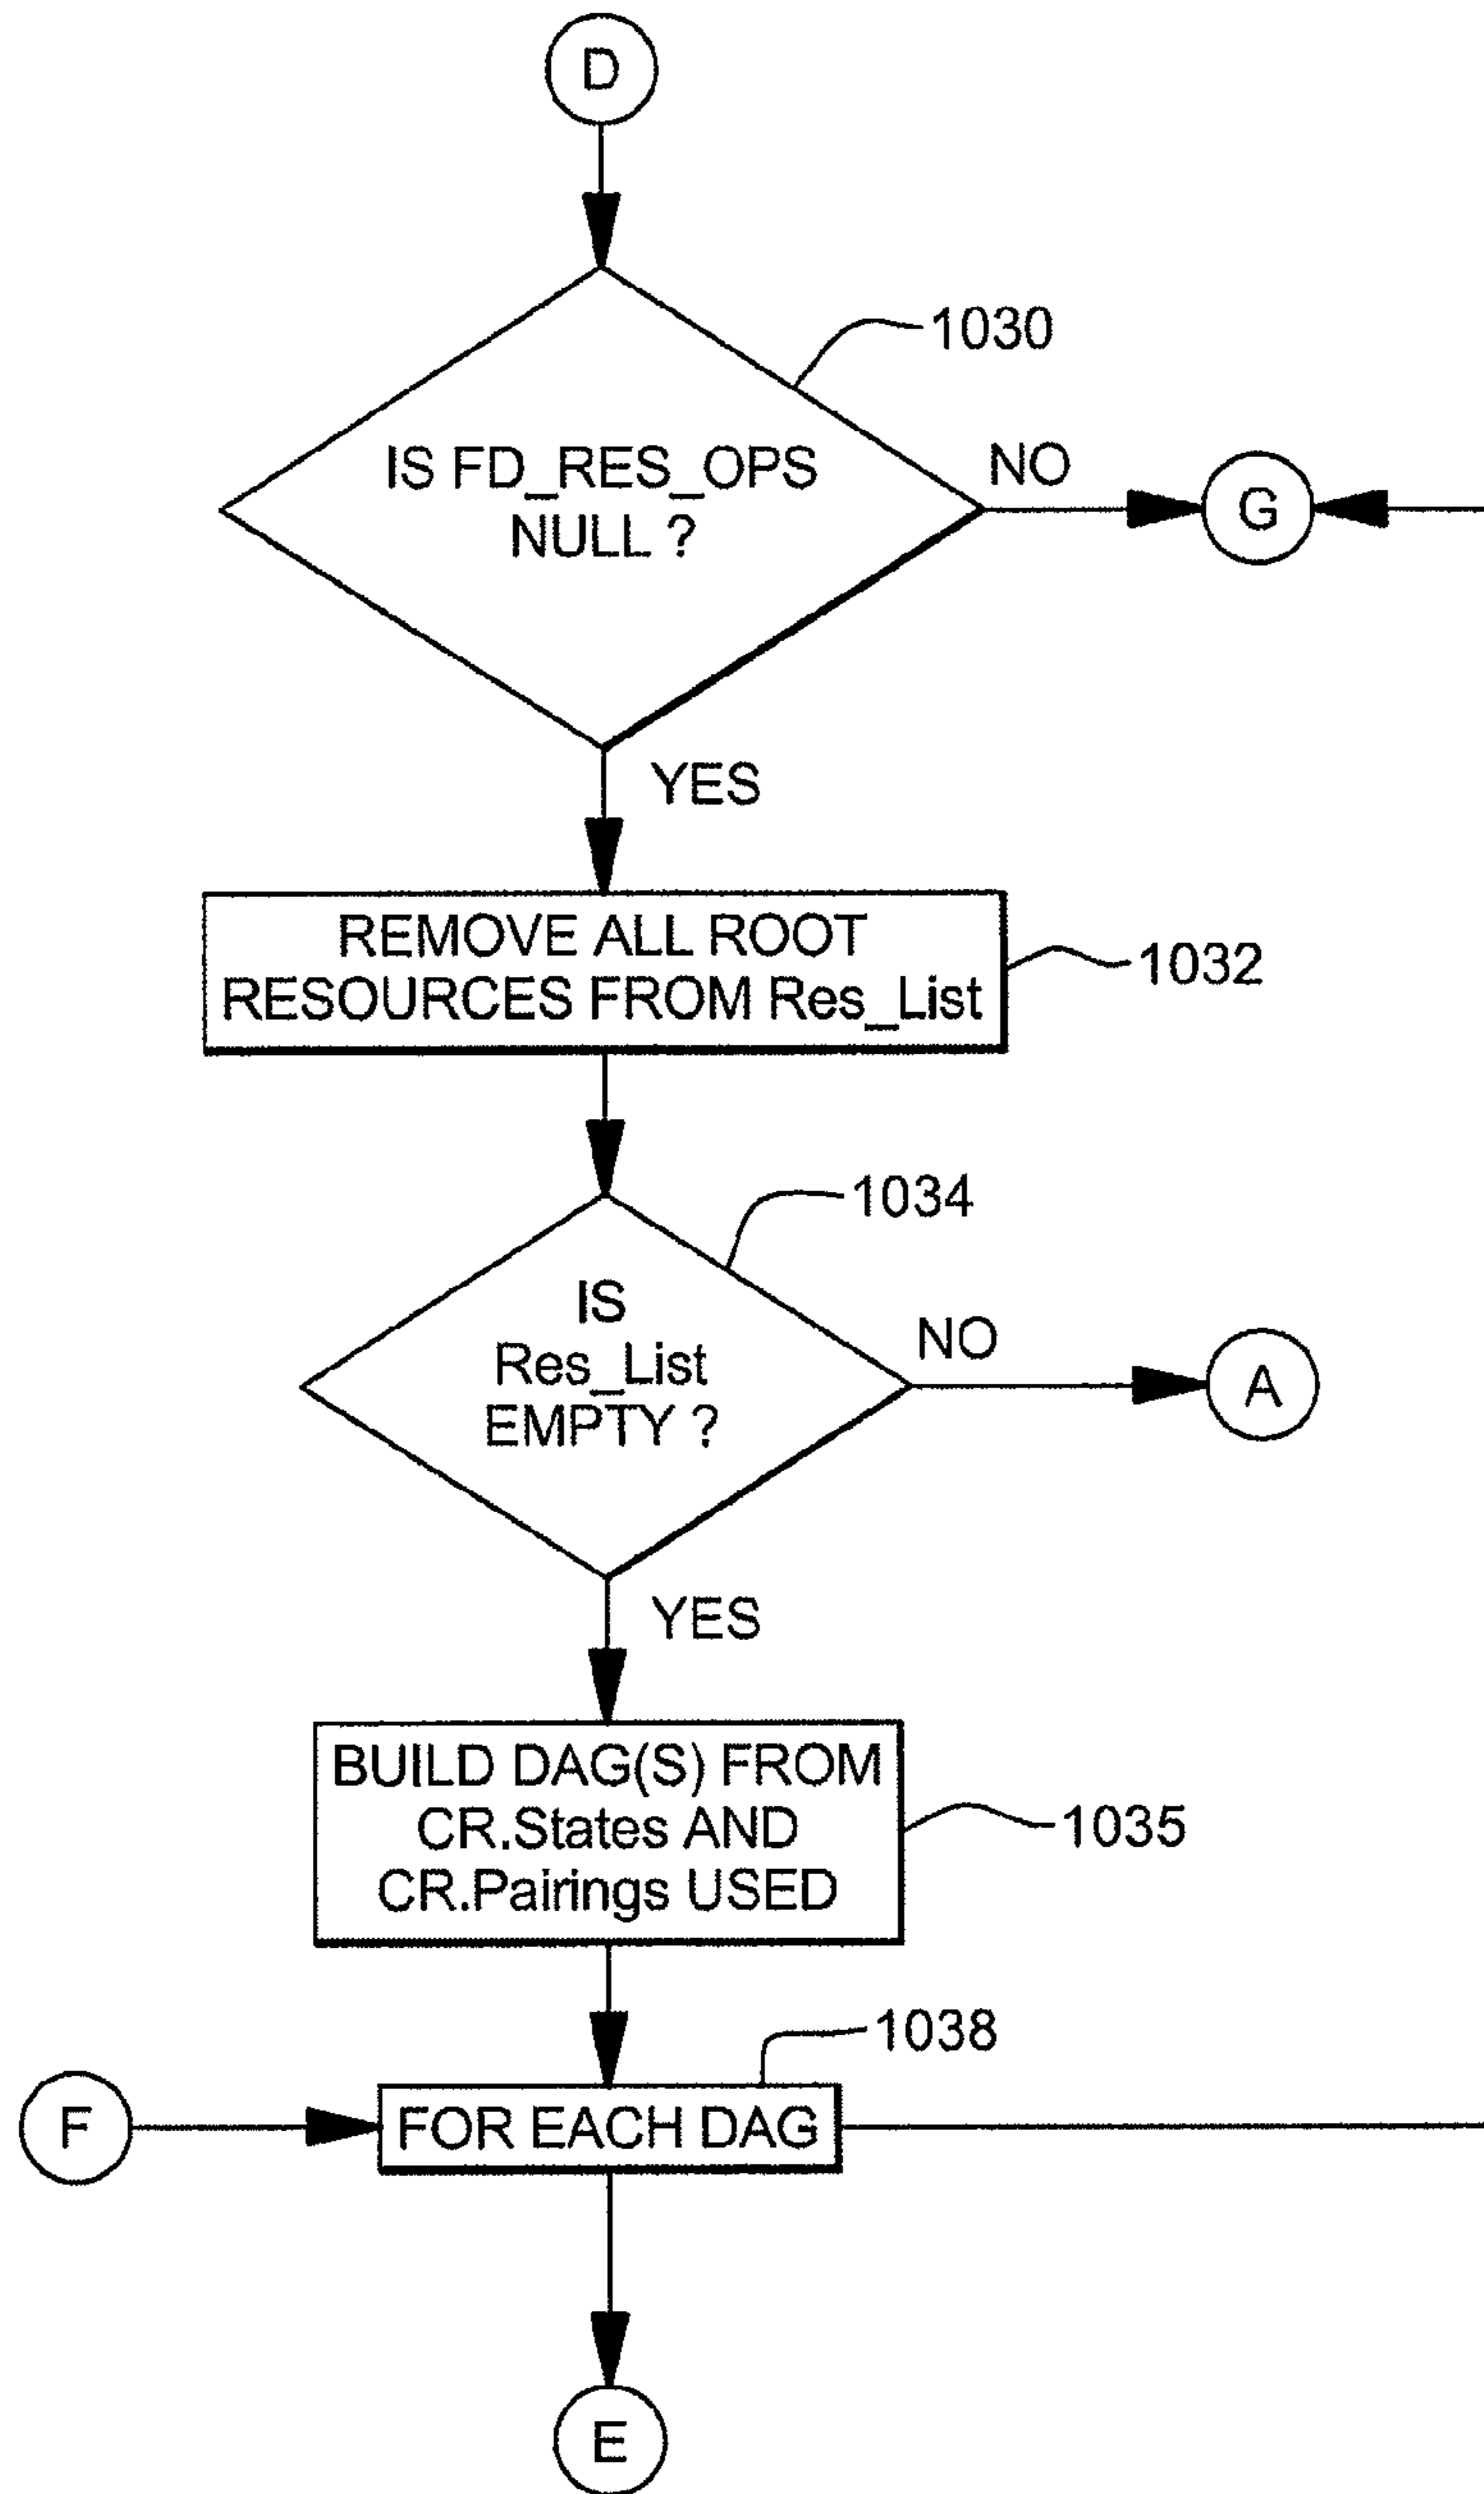 D
1030
IS FD_RES_OPS
NULL ?
NO
G
YES
REMOVE ALL ROOT
RESOURCES FROM Res_List
1032
1034
IS
Res_List
EMPTY ?
NO
A
YES
BUILD DAG(S) FROM
CR.States AND
CR.Pairings USED
1035
1038
F
FOR EACH DAG
E